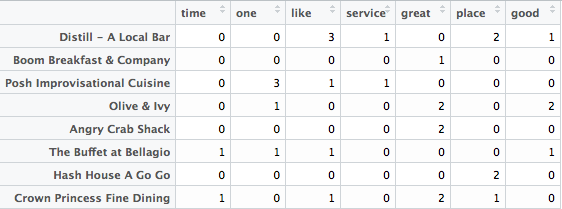 time one like service great place good
Distill – A Local Bar 0 0 3 1 0 2 1
Boom Breakfast & Company 0 0 0 0 1 0 0
Posh Improvisational Cuisine 0 3 1 1 0 0 0
Olive & Ivy 0 1 0 0 2 0 2
Angry Crab Shack 0 0 0 0 2 0 0
The Buffet at Bellagio 1 1 1 0 0 0 1
Hash House A Go Go 0 0 0 0 0 2 0
Crown Princess Fine Dining 1 0 1 0 2 1 0